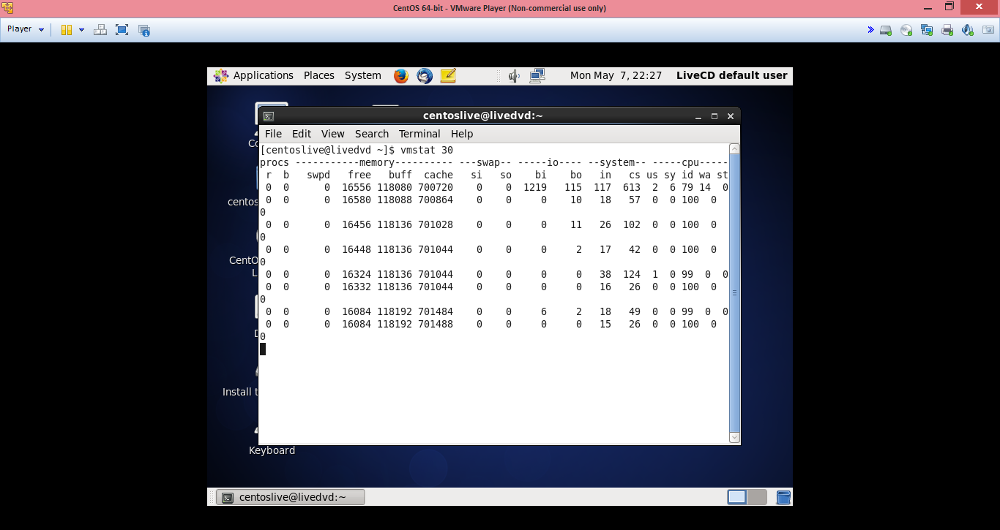 CentOS 64-bit - VMware Player (Non-commercial use only)
Player
Applications Places System Mon May 7, 22:27 LiveCD default user
centoslive@livedvd:~
File Edit View Search Terminal Help
[centoslive@livedvd ~]$ vmstat 30
procs -----------memory---------- ---swap-- -----io---- --system-- -----cpu-----
 r  b   swpd   free   buff  cache   si   so    bi    bo   in   cs us sy id wa st
 0  0      0  16556 118080 700720    0    0  1219   115  117  613  2  6 79 14  0
 0  0      0  16580 118088 700864    0    0     0    10   18   57  0  0 100  0
0
 0  0      0  16456 118136 701028    0    0     0    11   26  102  0  0 100  0
0
 0  0      0  16448 118136 701044    0    0     0     2   17   42  0  0 100  0
0
 0  0      0  16324 118136 701044    0    0     0     0   38  124  1  0 99  0  0
 0  0      0  16332 118136 701044    0    0     0     0   16   26  0  0 100  0
0
 0  0      0  16084 118192 701484    0    0     6     2   18   49  0  0 99  0  0
 0  0      0  16084 118192 701488    0    0     0     0   15   26  0  0 100  0
0
centos
CentO
L
Install t
Keyboard
centoslive@livedvd:~